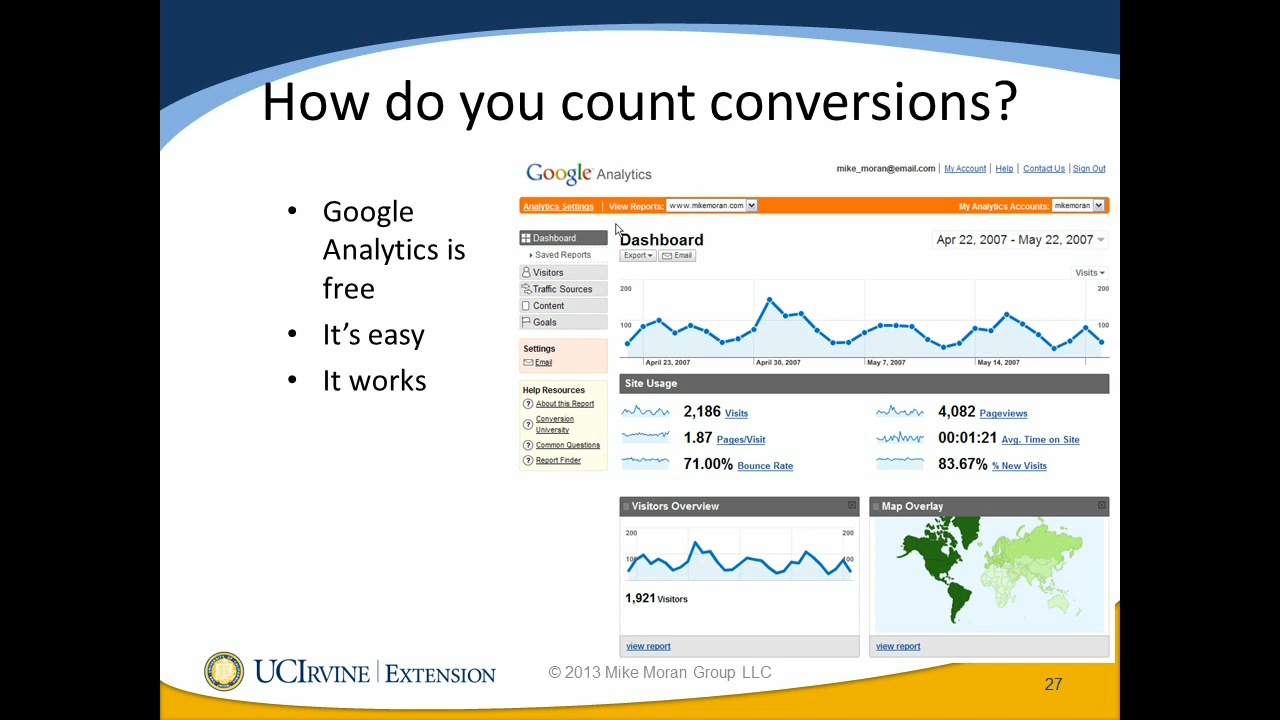 How do you count conversions?
• Google
Analytics is
free
• It's easy
• It works
Google Analytics
mike_moran@email.com | My Account | Help | Contact Us | Sign Out
Analytics Settings | View Reports: www.mikemoran.com
My Analytics Accounts: mikemoran
Dashboard
Saved Reports
Visitors
Traffic Sources
Content
Goals
Settings
Email
Help Resources
About this Report
Conversion
University
Common Questions
Report Finder
Dashboard
Apr 22, 2007 - May 22, 2007
Export
Email
Visits
200
200
100
100
April 23, 2007
April 30, 2007
May 7, 2007
May 14, 2007
Site Usage
2,186 Visits
4,082 Pageviews
1.87 Pages/Visit
00:01:21 Avg. Time on Site
71.00% Bounce Rate
83.67% % New Visits
Visitors Overview
200
200
100
100
1,921 Visitors
view report
Map Overlay
view report
UCIRVINE | EXTENSION
© 2013 Mike Moran Group LLC
27